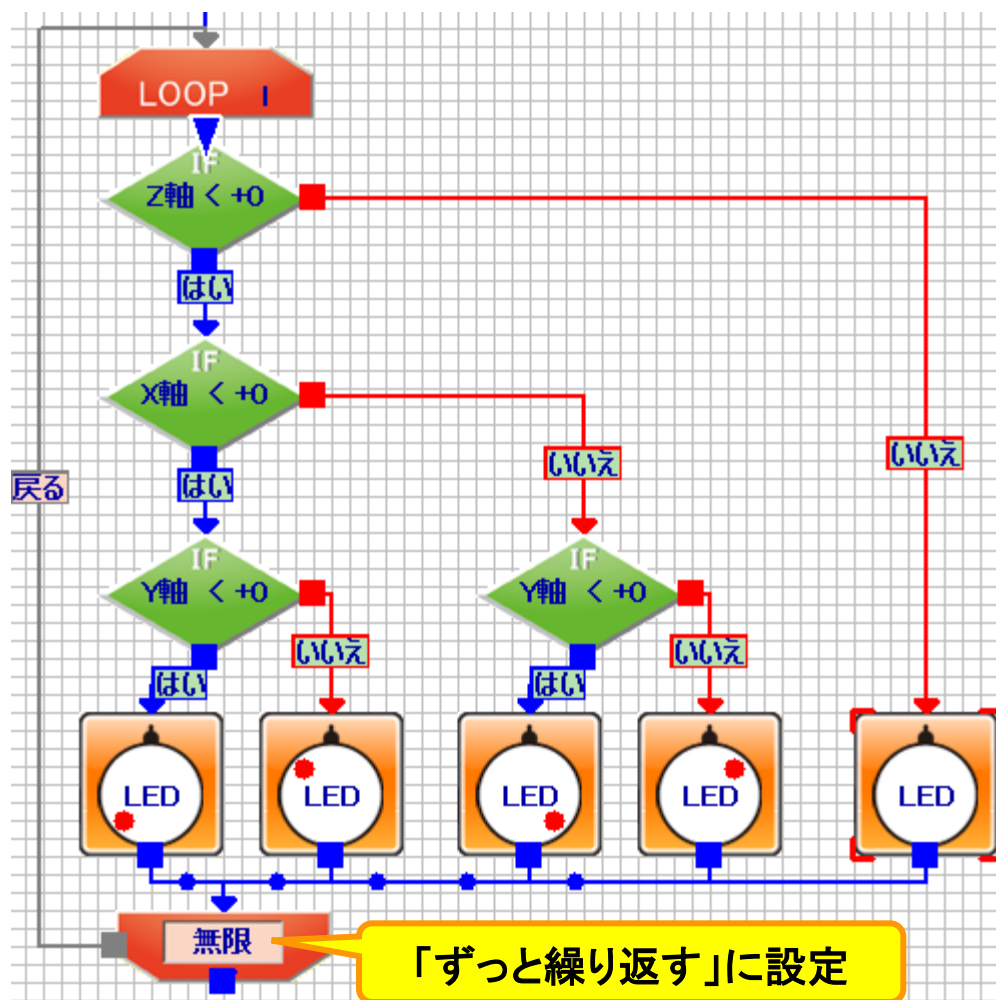 LOOP 1
IF
Z軸 < +0
はい
IF
X軸 < +0
いいえ
いいえ
戻る
はい
IF
Y軸 < +0
IF
Y軸 < +0
いいえ
いいえ
はい
はい
LED
LED
LED
LED
LED
無限
「ずっと繰り返す」に設定